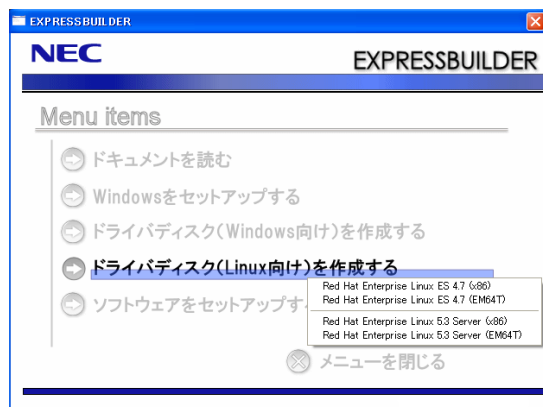 EXPRESSBUILDER
NEC
EXPRESSBUILDER
Menu items
ドキュメントを読む
Windowsをセットアップする
ドライバディスク(Windows向け)を作成する
ドライバディスク(Linux向け)を作成する
ソフトウェアをセットアップす
Red Hat Enterprise Linux ES 4.7 (x86)
Red Hat Enterprise Linux ES 4.7 (EM64T)
Red Hat Enterprise Linux 5.3 Server (x86)
Red Hat Enterprise Linux 5.3 Server (EM64T)
メニューを閉じる